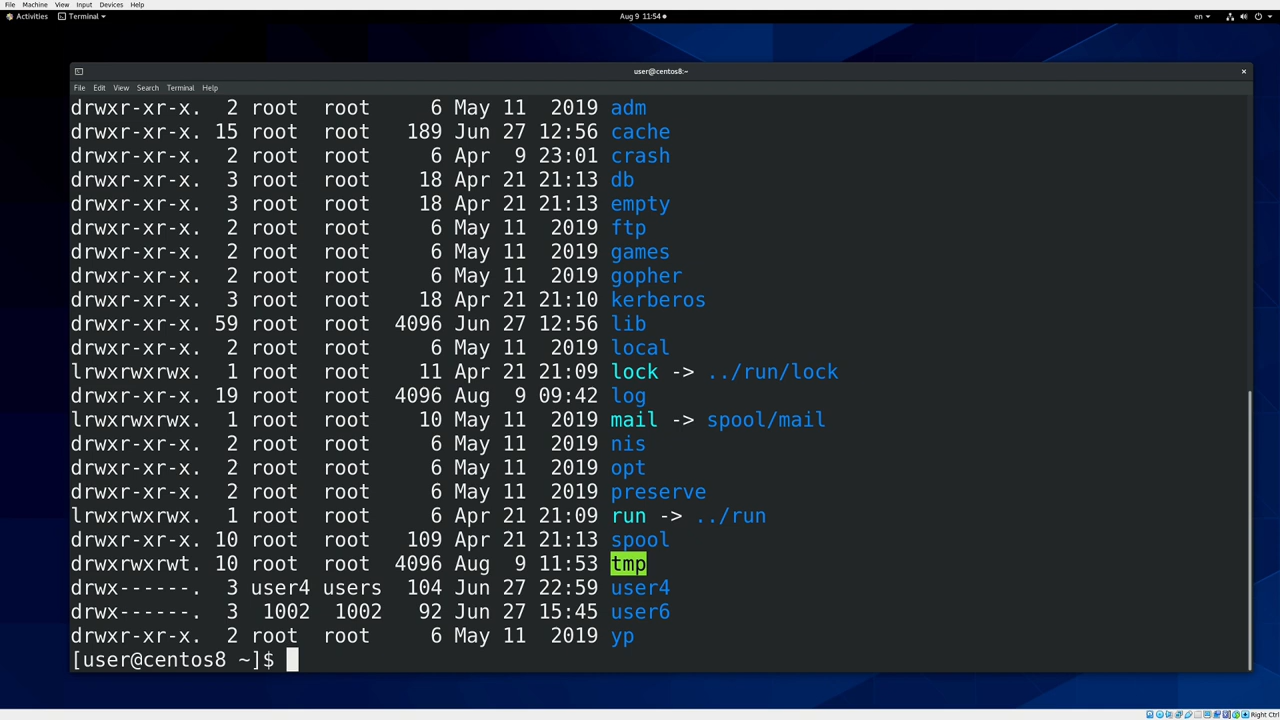 File Machine View Input Devices Help
Activities Terminal Aug 9 11:54 en
user@centos8:~
File Edit View Search Terminal Help
drwxr-xr-x. 2 root root 6 May 11 2019 adm
drwxr-xr-x. 15 root root 189 Jun 27 12:56 cache
drwxr-xr-x. 2 root root 6 Apr 9 23:01 crash
drwxr-xr-x. 3 root root 18 Apr 21 21:13 db
drwxr-xr-x. 3 root root 18 Apr 21 21:13 empty
drwxr-xr-x. 2 root root 6 May 11 2019 ftp
drwxr-xr-x. 2 root root 6 May 11 2019 games
drwxr-xr-x. 2 root root 6 May 11 2019 gopher
drwxr-xr-x. 3 root root 18 Apr 21 21:10 kerberos
drwxr-xr-x. 59 root root 4096 Jun 27 12:56 lib
drwxr-xr-x. 2 root root 6 May 11 2019 local
lrwxrwxrwx. 1 root root 11 Apr 21 21:09 lock -> ../run/lock
drwxr-xr-x. 19 root root 4096 Aug 9 09:42 log
lrwxrwxrwx. 1 root root 10 May 11 2019 mail -> spool/mail
drwxr-xr-x. 2 root root 6 May 11 2019 nis
drwxr-xr-x. 2 root root 6 May 11 2019 opt
drwxr-xr-x. 2 root root 6 May 11 2019 preserve
lrwxrwxrwx. 1 root root 6 Apr 21 21:09 run -> ../run
drwxr-xr-x. 10 root root 109 Apr 21 21:13 spool
drwxrwxrwt. 10 root root 4096 Aug 9 11:53 tmp
drwx------. 3 user4 users 104 Jun 27 22:59 user4
drwx------. 3 1002 1002 92 Jun 27 15:45 user6
drwxr-xr-x. 2 root root 6 May 11 2019 yp
[user@centos8 ~]$
Right Ctrl